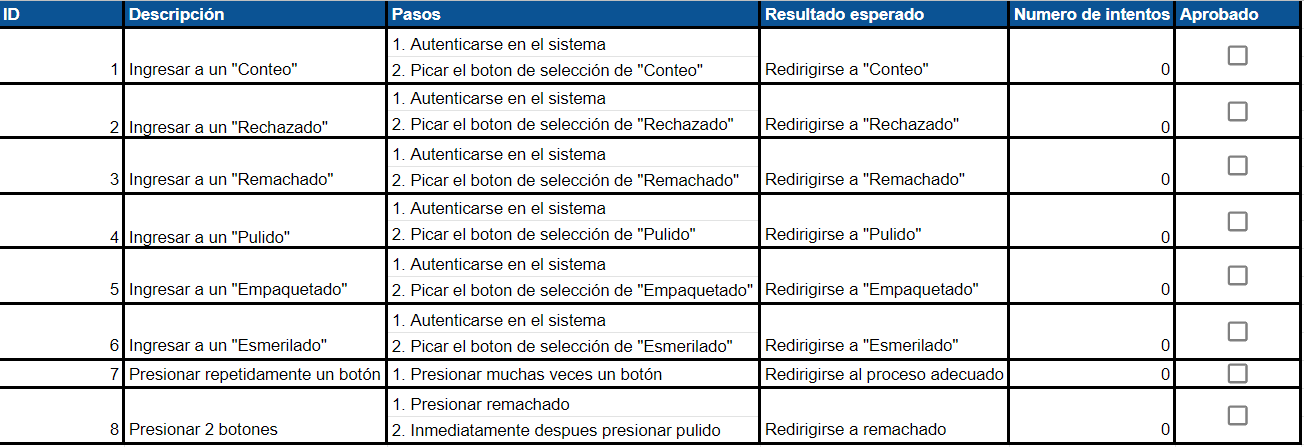 ID Descripción Pasos Resultado esperado Numero de intentos Aprobado
1. Autenticarse en el sistema
1 Ingresar a un "Conteo" 2. Picar el boton de selección de "Conteo" Redirigirse a "Conteo" 0
1. Autenticarse en el sistema
2 Ingresar a un "Rechazado" 2. Picar el boton de selección de "Rechazado" Redirigirse a "Rechazado" 0
1. Autenticarse en el sistema
3 Ingresar a un "Remachado" 2. Picar el boton de selección de "Remachado" Redirigirse a "Remachado" 0
1. Autenticarse en el sistema
4 Ingresar a un "Pulido" 2. Picar el boton de selección de "Pulido" Redirigirse a "Pulido" 0
1. Autenticarse en el sistema
5 Ingresar a un "Empaquetado" 2. Picar el boton de selección de "Empaquetado" Redirigirse a "Empaquetado" 0
1. Autenticarse en el sistema
6 Ingresar a un "Esmerilado" 2. Picar el boton de selección de "Esmerilado" Redirigirse a "Esmerilado" 0
7 Presionar repetidamente un botón 1. Presionar muchas veces un botón Redirigirse al proceso adecuado 0
1. Presionar remachado
8 Presionar 2 botones 2. Inmediatamente despues presionar pulido Redirigirse a remachado 0